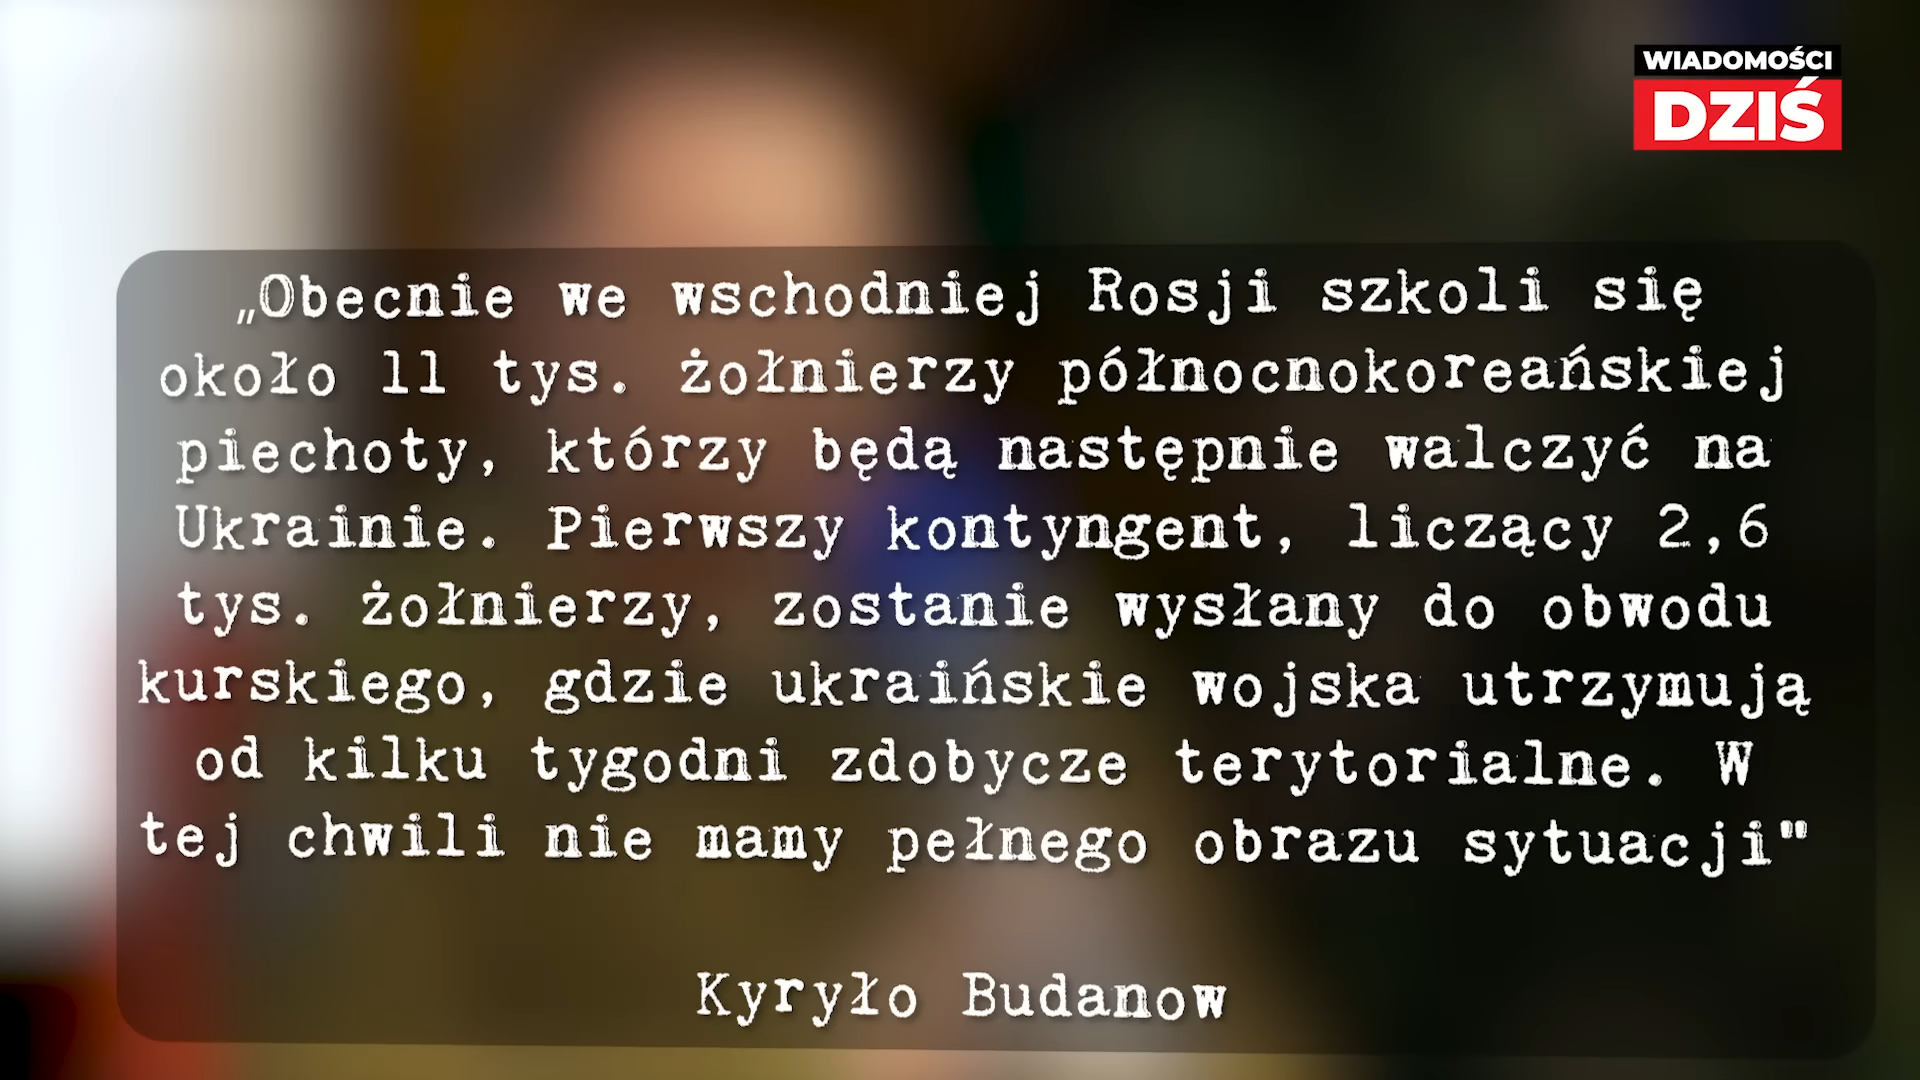 WIADOMOŚCI
DZIŚ
„Obecnie we wschodniej Rosji szkoli się
około 11 tys. żołnierzy północnokoreańskiej
piechoty, którzy będą następnie walczyć na
Ukrainie. Pierwszy kontyngent, liczący 2,6
tys. żołnierzy, zostanie wysłany do obwodu
kurskiego, gdzie ukraińskie wojska utrzymują
od kilku tygodni zdobycze terytorialne. W
tej chwili nie mamy pełnego obrazu sytuacji"
Kyryło Budanow